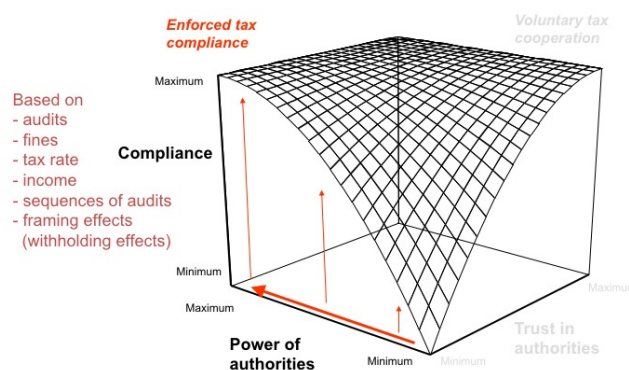 Enforced tax
compliance
Voluntary tax
cooperation
Maximum
Based on
- audits
- fines
- tax rate
- income
- sequences of audits
- framing effects
(withholding effects)
Compliance
Minimum
Maximum
Maximum
Power of
authorities
Trust in
authorities
Minimum
Minimum